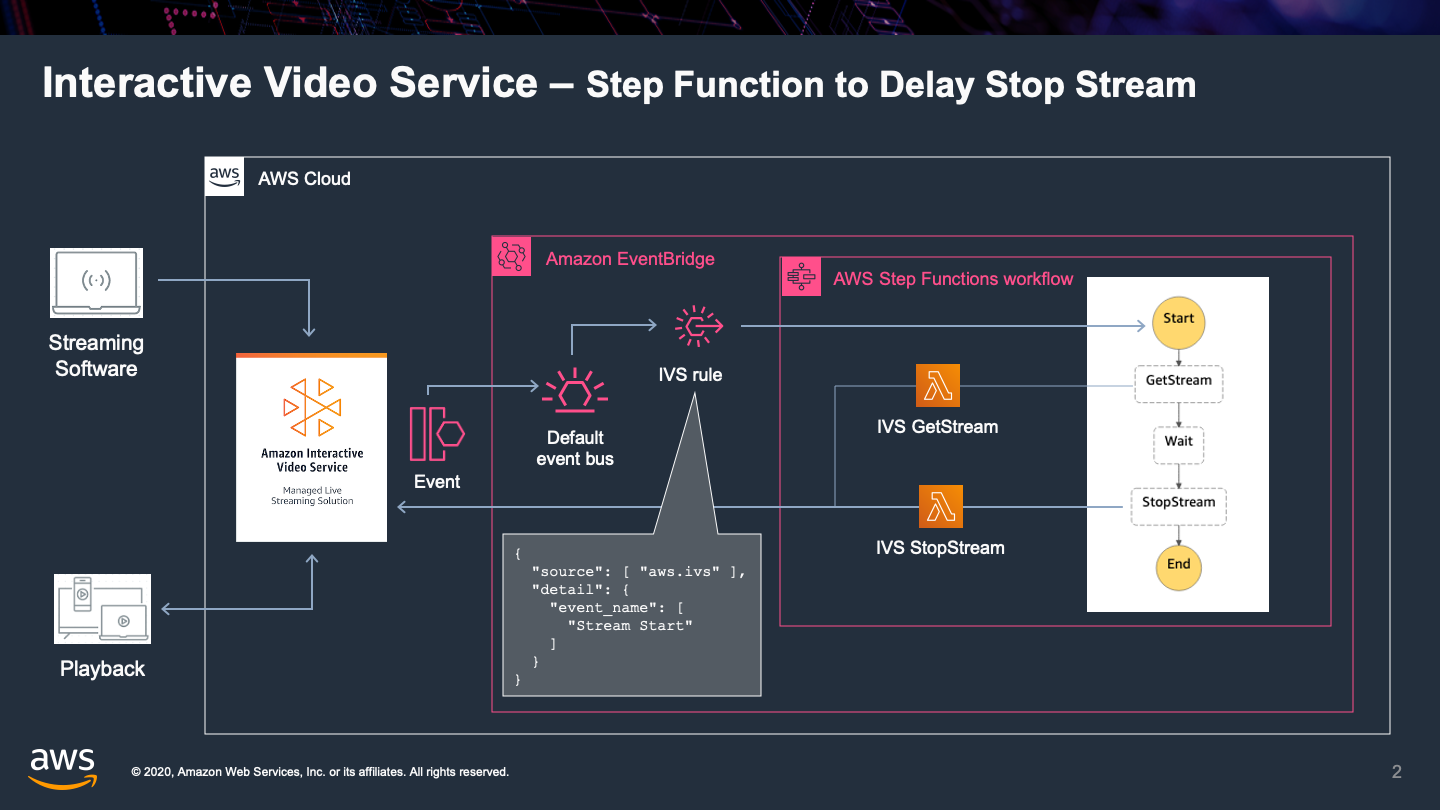 Interactive Video Service – Step Function to Delay Stop Stream
aws
AWS Cloud
Streaming
Software
Amazon Interactive
Video Service
Managed Live
Streaming Solution
Playback
Event
Amazon EventBridge
Default
event bus
IVS rule
{
  "source": [ "aws.ivs" ],
  "detail": {
    "event_name": [
      "Stream Start"
    ]
  }
}
AWS Step Functions workflow
IVS GetStream
IVS StopStream
Start
GetStream
Wait
StopStream
End
aws
© 2020, Amazon Web Services, Inc. or its affiliates. All rights reserved.
2